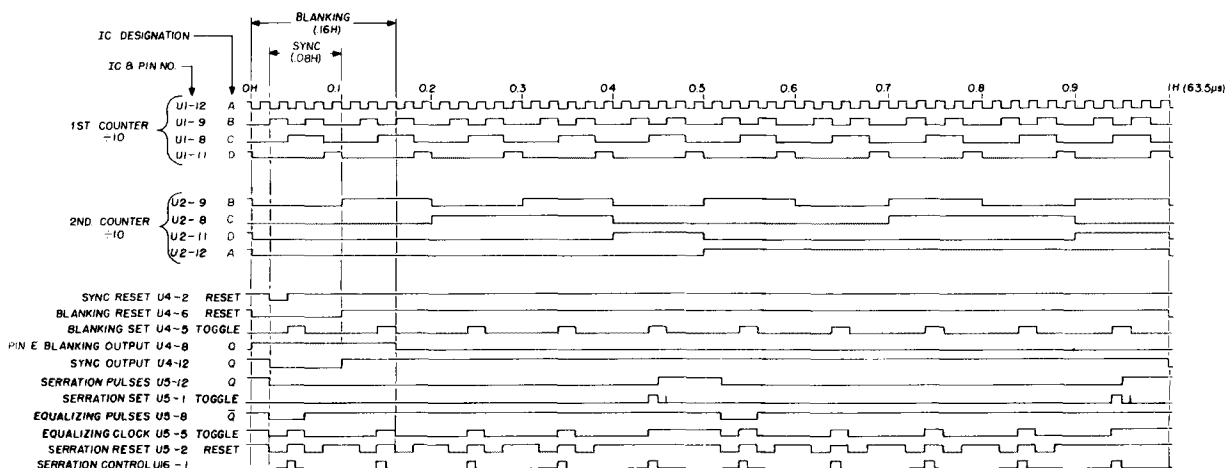 BLANKING
(.16H)
IC DESIGNATION
SYNC
(.08H)
IC & PIN NO.
0H 0.1 0.2 0.3 0.4 0.5 0.6 0.7 0.8 0.9 1H (63.5µs)
1ST COUNTER
÷10
U1-12 A
U1-9 B
U1-8 C
U1-11 D
2ND COUNTER
÷10
U2-9 B
U2-8 C
U2-11 D
U2-12 A
SYNC RESET U4-2 RESET
BLANKING RESET U4-6 RESET
BLANKING SET U4-5 TOGGLE
PIN E BLANKING OUTPUT U4-8 Q
SYNC OUTPUT U4-12 Q
SERRATION PULSES U5-12 Q
SERRATION SET U5-1 TOGGLE
EQUALIZING PULSES U5-8 Q̅
EQUALIZING CLOCK U5-5 TOGGLE
SERRATION RESET U5-2 RESET
SERRATION CONTROL U16-1